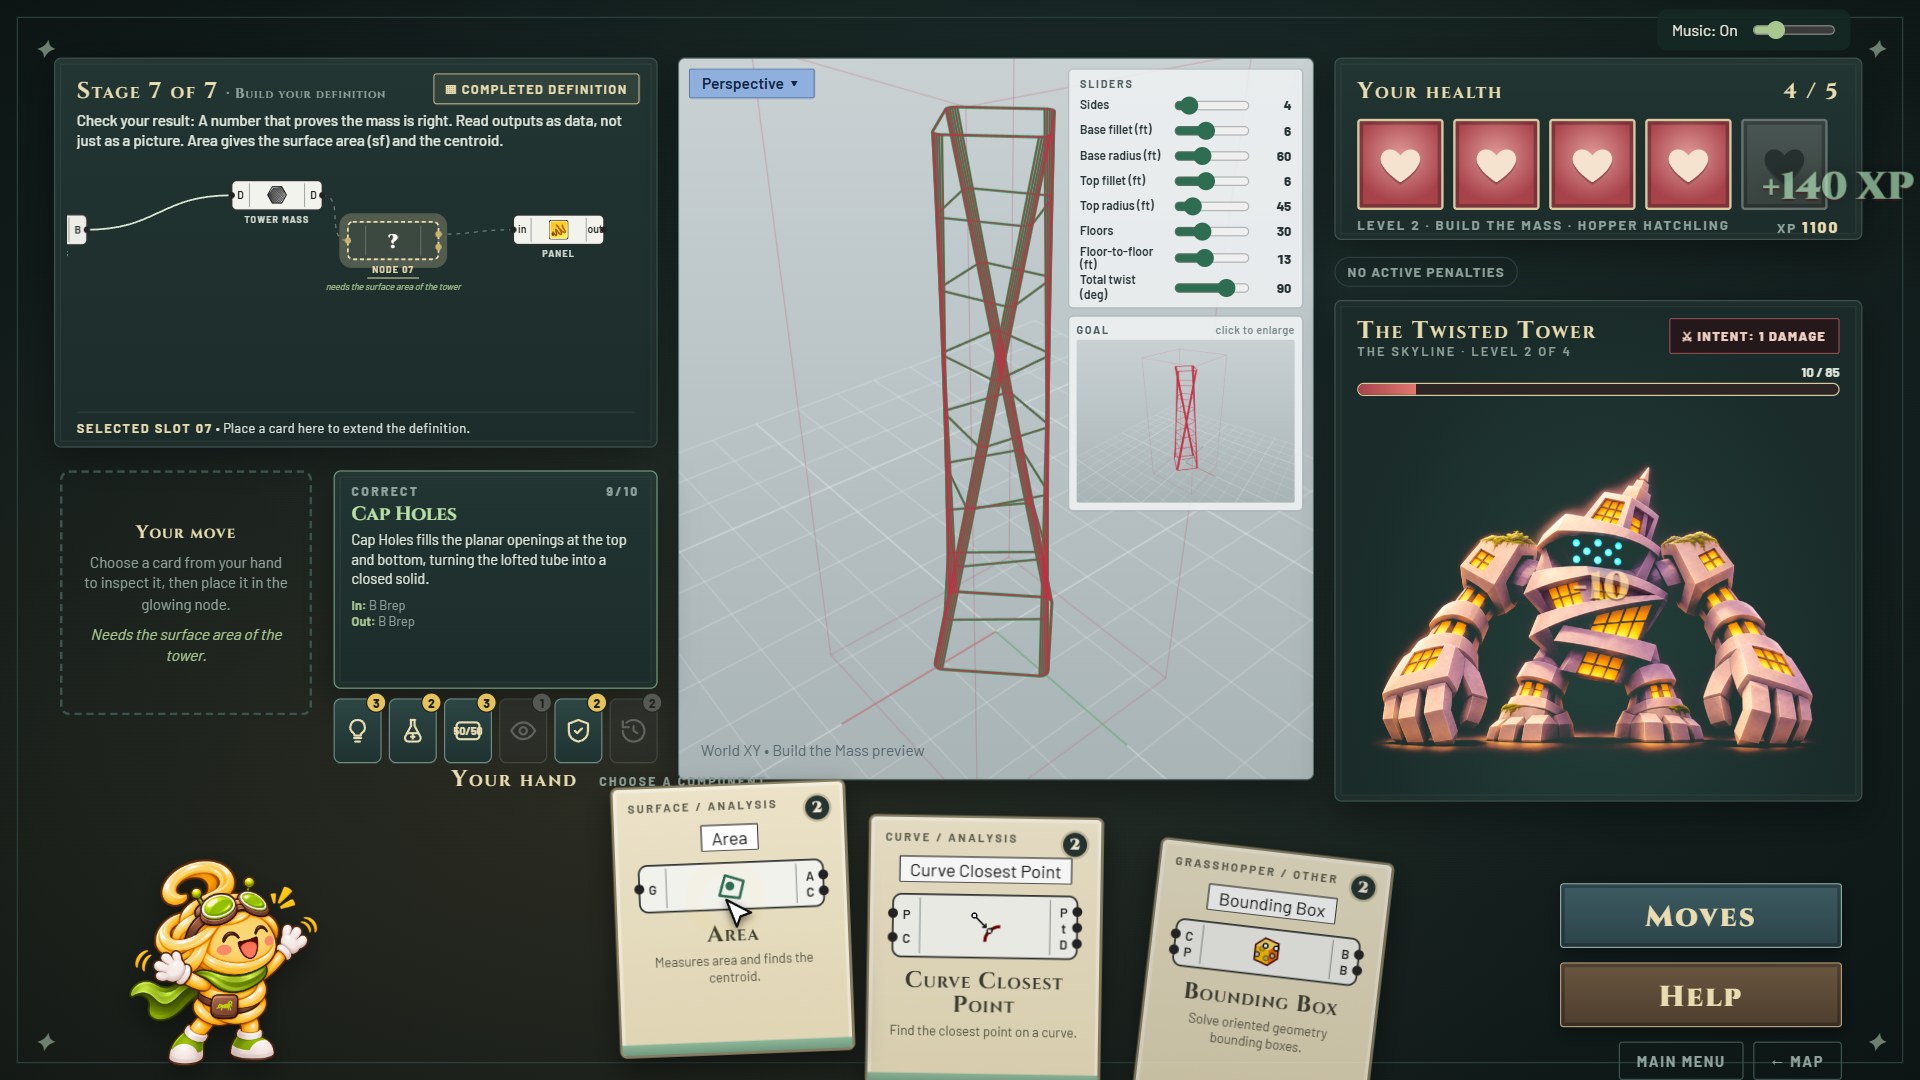 Music: On
Stage 7 of 7 · Build your definition
COMPLETED DEFINITION
Check your result: A number that proves the mass is right. Read outputs as data, not
just as a picture. Area gives the surface area (sf) and the centroid.
B
D D
TOWER MASS
?
NODE 07
needs the surface area of the tower
in out
PANEL
SELECTED SLOT 07 • Place a card here to extend the definition.
Your move
Choose a card from your hand
to inspect it, then place it in the
glowing node.
Needs the surface area of the
tower.
CORRECT 9/10
Cap Holes
Cap Holes fills the planar openings at the top
and bottom, turning the lofted tube into a
closed solid.
In: B Brep
Out: B Brep
3 2 3 1 2 2
50/50
Perspective ▼
SLIDERS
Sides 4
Base fillet (ft) 6
Base radius (ft) 60
Top fillet (ft) 6
Top radius (ft) 45
Floors 30
Floor-to-floor
(ft) 13
Total twist
(deg) 90
GOAL click to enlarge
World XY • Build the Mass preview
Your health 4 / 5
+140 XP
LEVEL 2 · BUILD THE MASS · HOPPER HATCHLING XP 1100
NO ACTIVE PENALTIES
The Twisted Tower
THE SKYLINE · LEVEL 2 OF 4
INTENT: 1 DAMAGE
10 / 85
-10
Your hand CHOOSE A COMPONENT
SURFACE / ANALYSIS 2
Area
G A
C
Area
Measures area and finds the
centroid.
CURVE / ANALYSIS 2
Curve Closest Point
P P
C t
D
Curve Closest
Point
Find the closest point on a curve.
GRASSHOPPER / OTHER 2
Bounding Box
C B
P B
Bounding Box
Solve oriented geometry
bounding boxes.
Moves
Help
MAIN MENU
← MAP